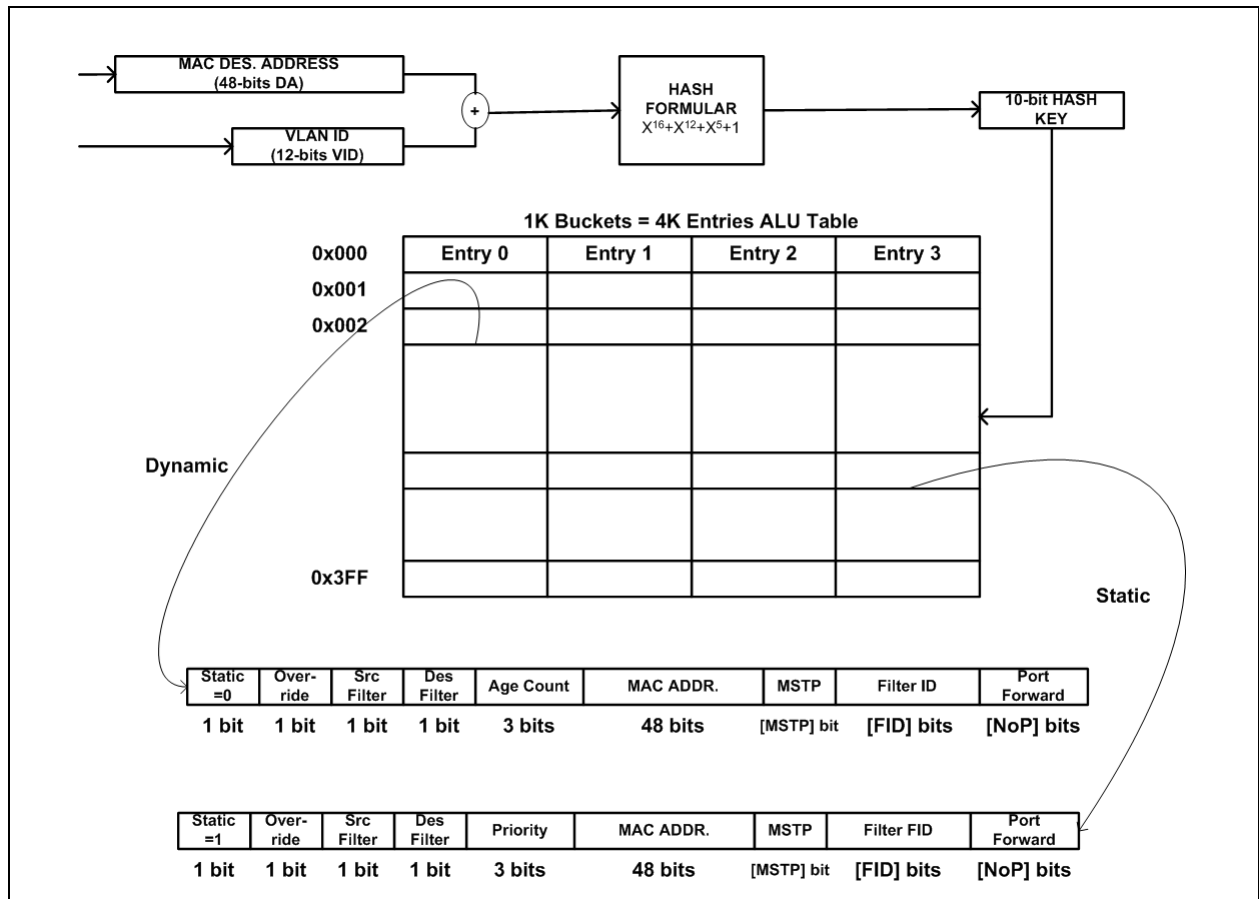 MAC DES. ADDRESS
(48-bits DA)
+
VLAN ID
(12-bits VID)
HASH
FORMULAR
X¹⁶+X¹²+X⁵+1
10-bit HASH
KEY
1K Buckets = 4K Entries ALU Table
0x000 Entry 0 Entry 1 Entry 2 Entry 3
0x001
0x002
Dynamic
0x3FF
Static
Static
=0
Over-
ride
Src
Filter
Des
Filter
Age Count
MAC ADDR.
MSTP
Filter ID
Port
Forward
1 bit 1 bit 1 bit 1 bit 3 bits 48 bits [MSTP] bit [FID] bits [NoP] bits
Static
=1
Over-
ride
Src
Filter
Des
Filter
Priority
MAC ADDR.
MSTP
Filter FID
Port
Forward
1 bit 1 bit 1 bit 1 bit 3 bits 48 bits [MSTP] bit [FID] bits [NoP] bits